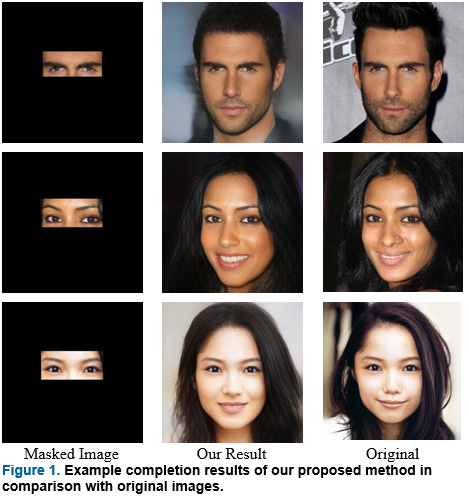 Masked Image Our Result Original
Figure 1. Example completion results of our proposed method in
comparison with original images.